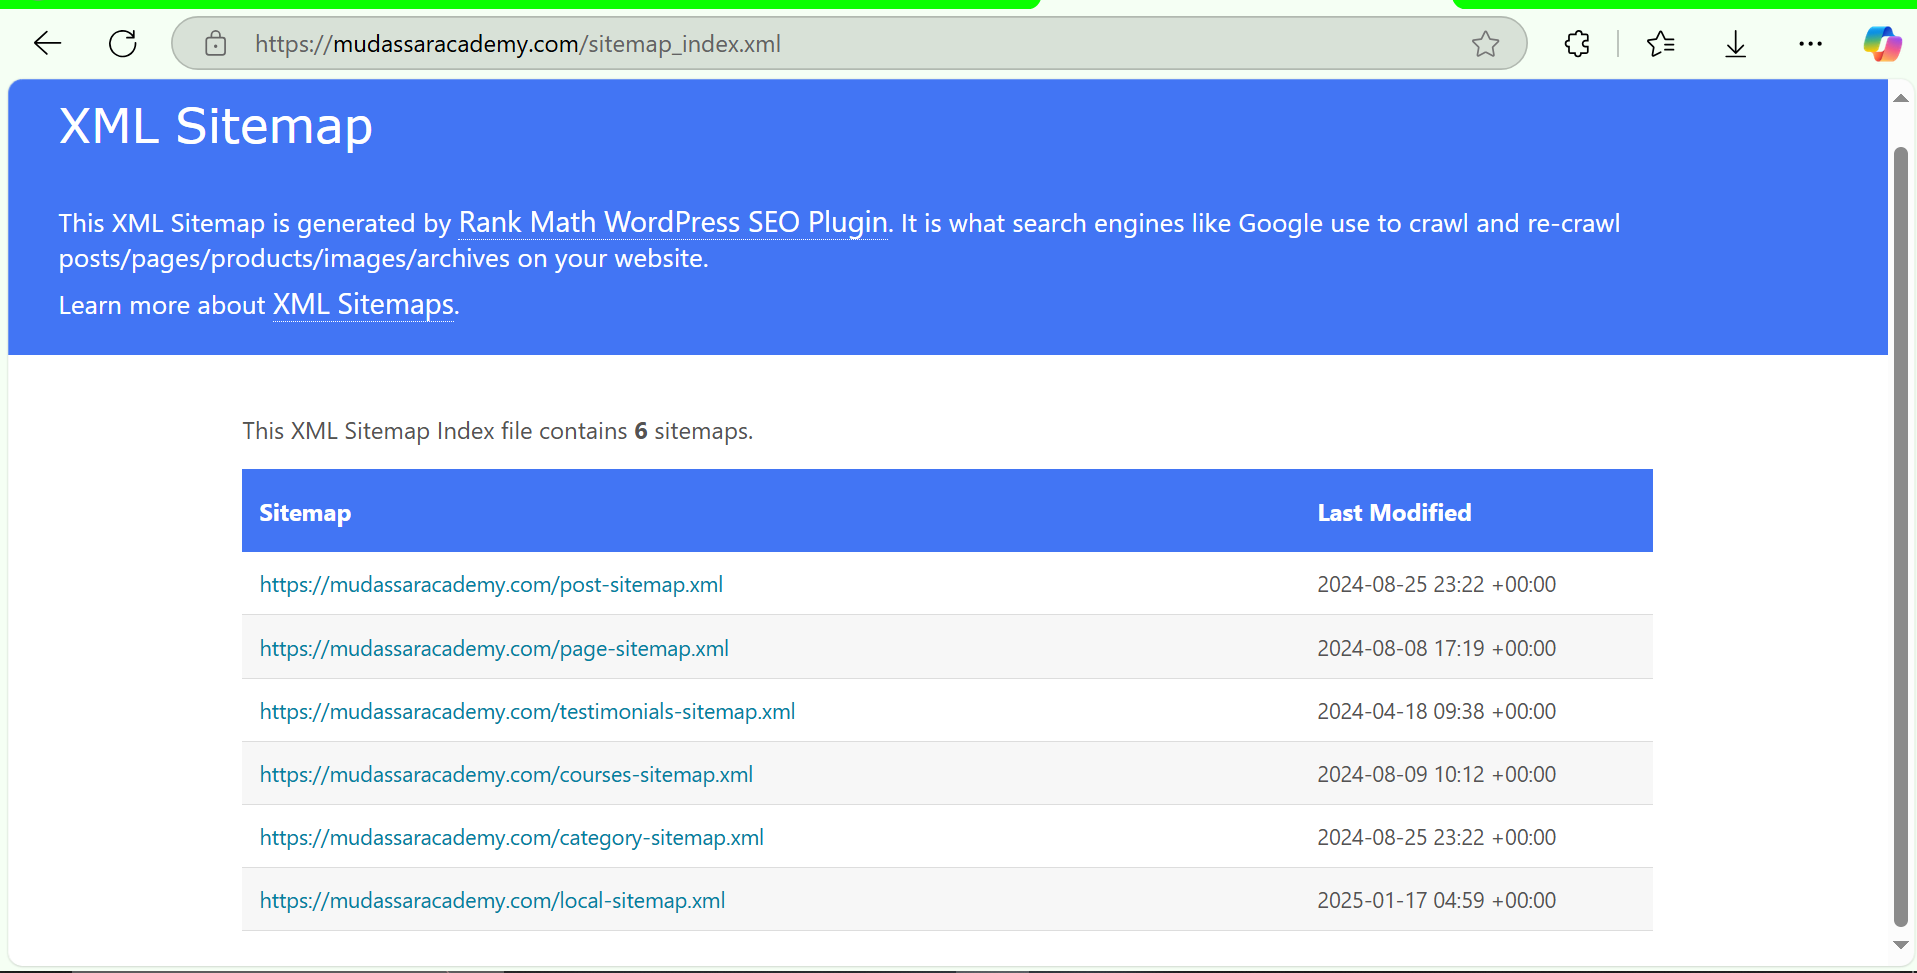 https://mudassaracademy.com/sitemap_index.xml
XML Sitemap
This XML Sitemap is generated by Rank Math WordPress SEO Plugin. It is what search engines like Google use to crawl and re-crawl
posts/pages/products/images/archives on your website.
Learn more about XML Sitemaps.
This XML Sitemap Index file contains 6 sitemaps.
Sitemap Last Modified
https://mudassaracademy.com/post-sitemap.xml 2024-08-25 23:22 +00:00
https://mudassaracademy.com/page-sitemap.xml 2024-08-08 17:19 +00:00
https://mudassaracademy.com/testimonials-sitemap.xml 2024-04-18 09:38 +00:00
https://mudassaracademy.com/courses-sitemap.xml 2024-08-09 10:12 +00:00
https://mudassaracademy.com/category-sitemap.xml 2024-08-25 23:22 +00:00
https://mudassaracademy.com/local-sitemap.xml 2025-01-17 04:59 +00:00